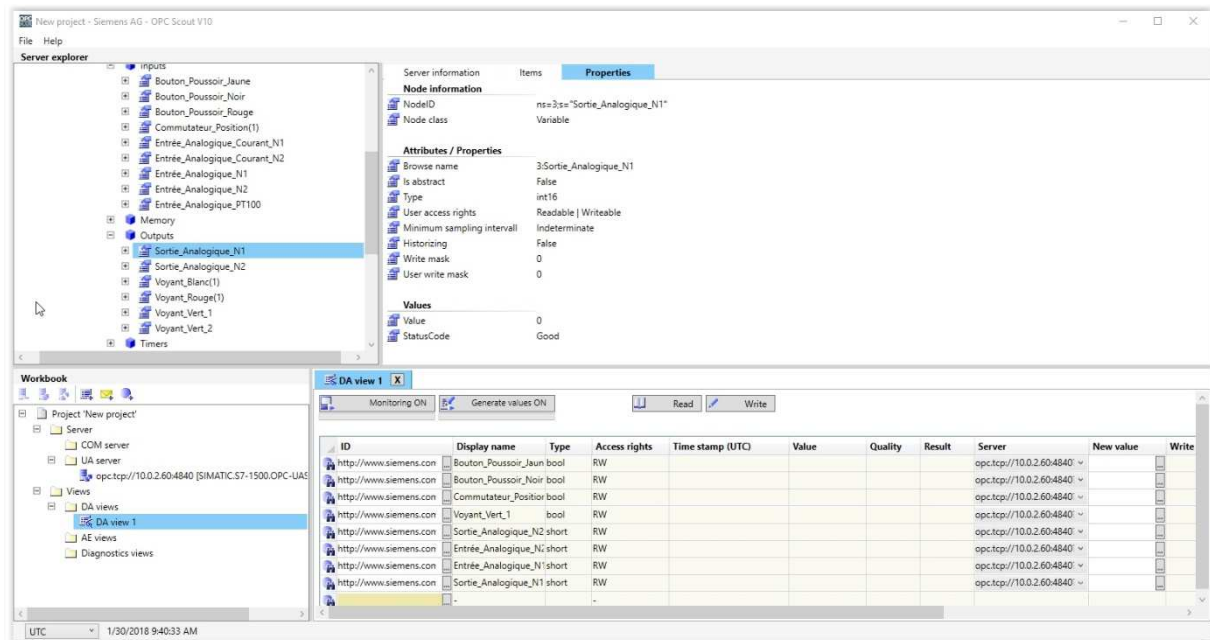 New project - Siemens AG - OPC Scout V10
File Help
Server explorer
Inputs
Bouton_Poussoir_Jaune
Bouton_Poussoir_Noir
Bouton_Poussoir_Rouge
Commutateur_Position(1)
Entrée_Analogique_Courant_N1
Entrée_Analogique_Courant_N2
Entrée_Analogique_N1
Entrée_Analogique_N2
Entrée_Analogique_PT100
Memory
Outputs
Sortie_Analogique_N1
Sortie_Analogique_N2
Voyant_Blanc(1)
Voyant_Rouge(1)
Voyant_Vert_1
Voyant_Vert_2
Timers
Server information Items Properties
Node information
NodeID ns=3;s="Sortie_Analogique_N1"
Node class Variable
Attributes / Properties
Browse name 3:Sortie_Analogique_N1
Is abstract False
Type int16
User access rights Readable | Writeable
Minimum sampling intervall Indeterminate
Historizing False
Write mask 0
User write mask 0
Values
Value 0
StatusCode Good
Workbook
Project 'New project'
Server
COM server
UA server
opc.tcp://10.0.2.60:4840 [SIMATIC.S7-1500.OPC-UAS
Views
DA views
DA view 1
AE views
Diagnostics views
DA view 1 X
Monitoring ON Generate values ON Read Write
ID Display name Type Access rights Time stamp (UTC) Value Quality Result Server New value Write
http://www.siemens.con ... Bouton_Poussoir_Jaun bool RW opc.tcp://10.0.2.60:4840 ...
http://www.siemens.con ... Bouton_Poussoir_Noir bool RW opc.tcp://10.0.2.60:4840 ...
http://www.siemens.con ... Commutateur_Position bool RW opc.tcp://10.0.2.60:4840 ...
http://www.siemens.con ... Voyant_Vert_1 bool RW opc.tcp://10.0.2.60:4840 ...
http://www.siemens.con ... Sortie_Analogique_N2 short RW opc.tcp://10.0.2.60:4840 ...
http://www.siemens.con ... Entrée_Analogique_N2 short RW opc.tcp://10.0.2.60:4840 ...
http://www.siemens.con ... Entrée_Analogique_N1 short RW opc.tcp://10.0.2.60:4840 ...
http://www.siemens.con ... Sortie_Analogique_N1 short RW opc.tcp://10.0.2.60:4840 ...
... - -
UTC 1/30/2018 9:40:33 AM